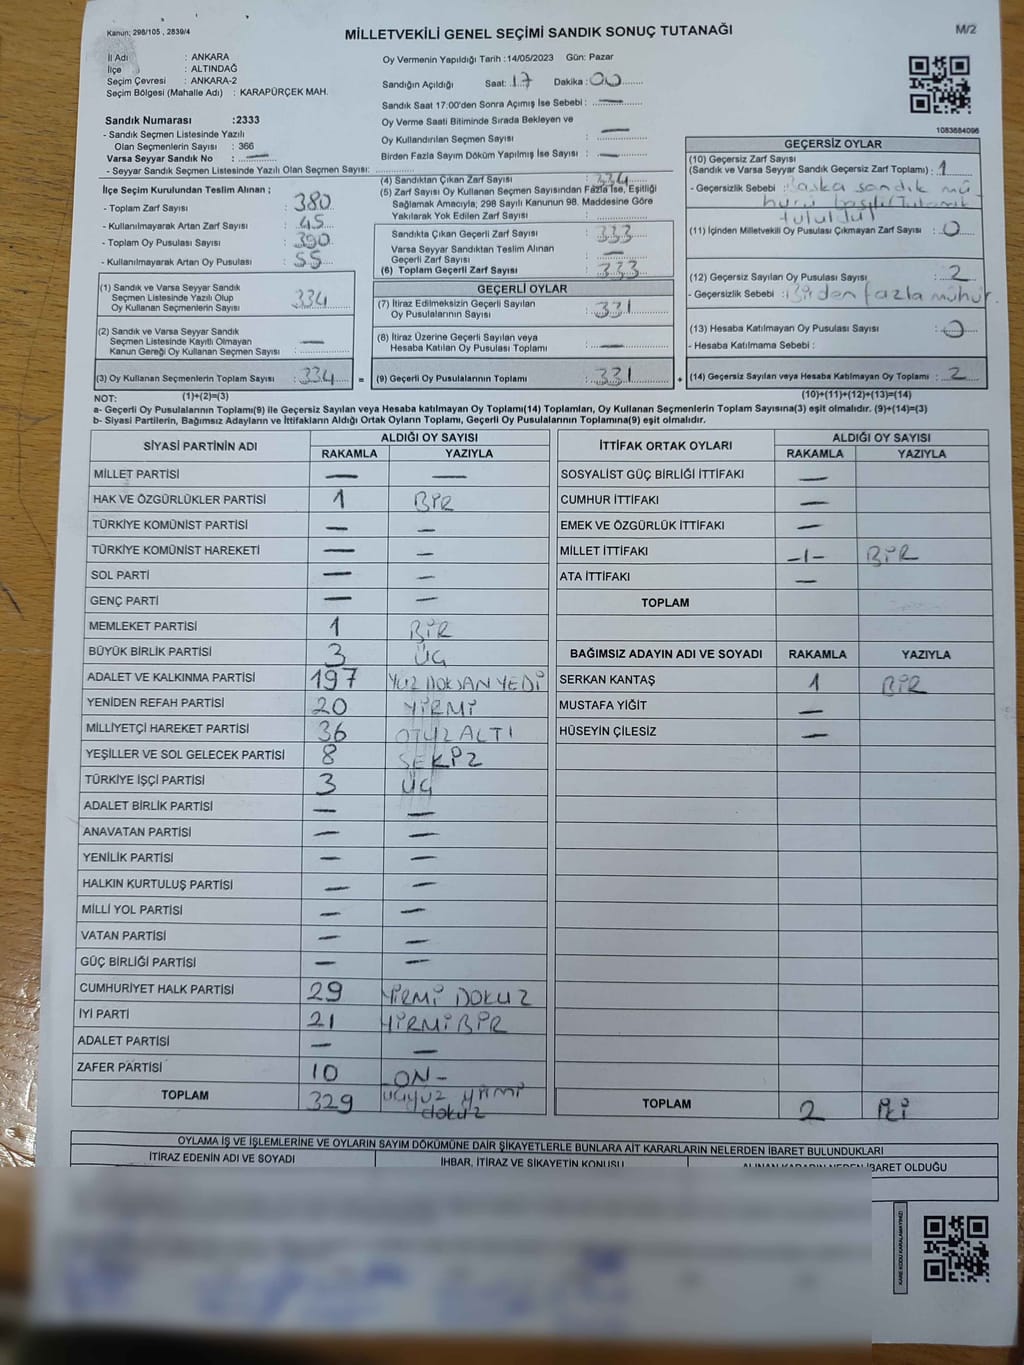 Kanun; 298/105 , 2839/4
MİLLETVEKİLİ GENEL SEÇİMİ SANDIK SONUÇ TUTANAĞI
M/2
İl Adı : ANKARA
İlçe : ALTINDAĞ
Seçim Çevresi : ANKARA-2
Seçim Bölgesi (Mahalle Adı) : KARAPÜRÇEK MAH.
Sandık Numarası :2333
- Sandık Seçmen Listesinde Yazılı
Olan Seçmenlerin Sayısı : 366
Varsa Seyyar Sandık No : —
- Seyyar Sandık Seçmen Listesinde Yazılı Olan Seçmen Sayısı:
Oy Vermenin Yapıldığı Tarih :14/05/2023 Gün: Pazar
Sandığın Açıldığı Saat: 17 Dakika : 00
Sandık Saat 17:00'den Sonra Açımış İse Sebebi : —
Oy Verme Saati Bitiminde Sırada Bekleyen ve
Oy Kullandırılan Seçmen Sayısı : —
Birden Fazla Sayım Döküm Yapılmış İse Sayısı : —
1083684096
İlçe Seçim Kurulundan Teslim Alınan ;
- Toplam Zarf Sayısı : 380
- Kullanılmayarak Artan Zarf Sayısı : 45
- Toplam Oy Pusulası Sayısı : 390
- Kullanılmayarak Artan Oy Pusulası : 55
(1) Sandık ve Varsa Seyyar Sandık
Seçmen Listesinde Yazılı Olup
Oy Kullanan Seçmenlerin Sayısı : 334
(2) Sandık ve Varsa Seyyar Sandık
Seçmen Listesinde Kayıtlı Olmayan
Kanun Gereği Oy Kullanan Seçmen Sayısı : —
(3) Oy Kullanan Seçmenlerin Toplam Sayısı : 334 =
(4) Sandıktan Çıkan Zarf Sayısı : 334
(5) Zarf Sayısı Oy Kullanan Seçmen Sayısından Fazla İse, Eşitliği
Sağlamak Amacıyla; 298 Sayılı Kanunun 98. Maddesine Göre
Yakılarak Yok Edilen Zarf Sayısı :
Sandıkta Çıkan Geçerli Zarf Sayısı : 333
Varsa Seyyar Sandıktan Teslim Alınan
Geçerli Zarf Sayısı : —
(6) Toplam Geçerli Zarf Sayısı : 333
GEÇERLİ OYLAR
(7) İtiraz Edilmeksizin Geçerli Sayılan
Oy Pusulalarının Sayısı : 331
(8) İtiraz Üzerine Geçerli Sayılan veya
Hesaba Katılan Oy Pusulası Toplamı : —
(9) Geçerli Oy Pusulalarının Toplamı : 331 +
GEÇERSİZ OYLAR
(10) Geçersiz Zarf Sayısı
(Sandık ve Varsa Seyyar Sandık Geçersiz Zarf Toplamı) : 1
- Geçersizlik Sebebi : Başka sandık mü
hürü basılı/Tutanak
tutuldu
(11) İçinden Milletvekili Oy Pusulası Çıkmayan Zarf Sayısı : 0
(12) Geçersiz Sayılan Oy Pusulası Sayısı : 2
- Geçersizlik Sebebi : Birden fazla mühür.
(13) Hesaba Katılmayan Oy Pusulası Sayısı : 0
- Hesaba Katılmama Sebebi :
(14) Geçersiz Sayılan veya Hesaba Katılmayan Oy Toplamı : 2
NOT: (1)+(2)=(3) (10)+(11)+(12)+(13)=(14)
a- Geçerli Oy Pusulalarının Toplamı(9) ile Geçersiz Sayılan veya Hesaba katılmayan Oy Toplamı(14) Toplamları, Oy Kullanan Seçmenlerin Toplam Sayısına(3) eşit olmalıdır. (9)+(14)=(3)
b- Siyasi Partilerin, Bağımsız Adayların ve İttifakların Aldığı Ortak Oyların Toplamı, Geçerli Oy Pusulalarının Toplamına(9) eşit olmalıdır.
SİYASİ PARTİNİN ADI ALDIĞI OY SAYISI
RAKAMLA YAZIYLA
MİLLET PARTİSİ — —
HAK VE ÖZGÜRLÜKLER PARTİSİ 1 BİR
TÜRKİYE KOMÜNİST PARTİSİ — —
TÜRKİYE KOMÜNİST HAREKETİ — —
SOL PARTİ — —
GENÇ PARTİ — —
MEMLEKET PARTİSİ 1 BİR
BÜYÜK BİRLİK PARTİSİ 3 ÜÇ
ADALET VE KALKINMA PARTİSİ 197 YÜZ DOKSAN YEDİ
YENİDEN REFAH PARTİSİ 20 YİRMİ
MİLLİYETÇİ HAREKET PARTİSİ 36 OTUZ ALTI
YEŞİLLER VE SOL GELECEK PARTİSİ 8 SEKİZ
TÜRKİYE İŞÇİ PARTİSİ 3 ÜÇ
ADALET BİRLİK PARTİSİ — —
ANAVATAN PARTİSİ — —
YENİLİK PARTİSİ — —
HALKIN KURTULUŞ PARTİSİ — —
MİLLİ YOL PARTİSİ — —
VATAN PARTİSİ — —
GÜÇ BİRLİĞİ PARTİSİ — —
CUMHURİYET HALK PARTİSİ 29 YİRMİ DOKUZ
İYİ PARTİ 21 YİRMİ BİR
ADALET PARTİSİ — —
ZAFER PARTİSİ 10 ON-
TOPLAM 329 üçyüz yirmi
dokuz
İTTİFAK ORTAK OYLARI ALDIĞI OY SAYISI
RAKAMLA YAZIYLA
SOSYALİST GÜÇ BİRLİĞİ İTTİFAKI —
CUMHUR İTTİFAKI —
EMEK VE ÖZGÜRLÜK İTTİFAKI —
MİLLET İTTİFAKI -1- BİR
ATA İTTİFAKI —
TOPLAM
BAĞIMSIZ ADAYIN ADI VE SOYADI RAKAMLA YAZIYLA
SERKAN KANTAŞ 1 BİR
MUSTAFA YİĞİT —
HÜSEYİN ÇİLESİZ —
TOPLAM 2 İKİ
OYLAMA İŞ VE İŞLEMLERİNE VE OYLARIN SAYIM DÖKÜMÜNE DAİR ŞİKAYETLERLE BUNLARA AİT KARARLARIN NELERDEN İBARET BULUNDUKLARI
İTİRAZ EDENİN ADI VE SOYADI
İHBAR, İTİRAZ VE ŞİKAYETİN KONUSU
ALINAN KARARIN NEDEN İBARET OLDUĞU
KARE KODU KARALAMAYINIZ!